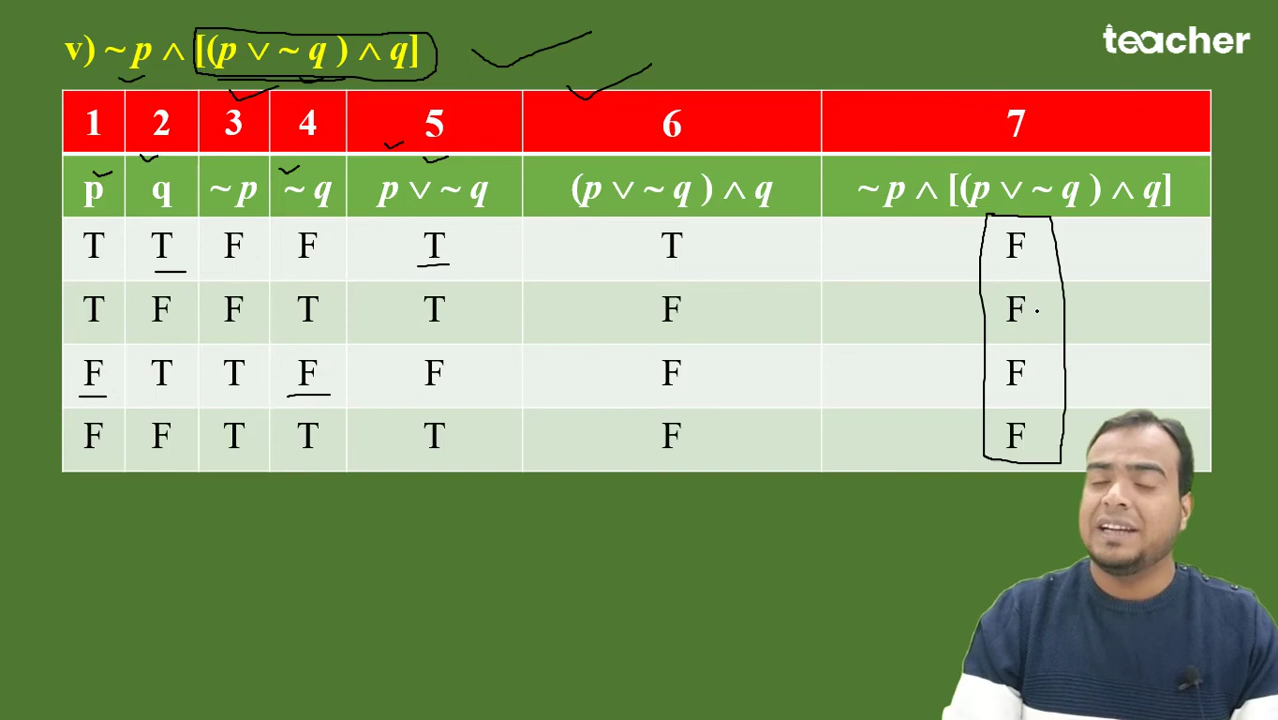 teacher
v) ~ p ∧ [(p ∨ ~ q ) ∧ q]
1 2 3 4 5 6 7
p q ~ p ~ q p ∨ ~ q (p ∨ ~ q ) ∧ q ~ p ∧ [(p ∨ ~ q ) ∧ q]
T T F F T T F
T F F T T F F
F T T F F F F
F F T T T F F